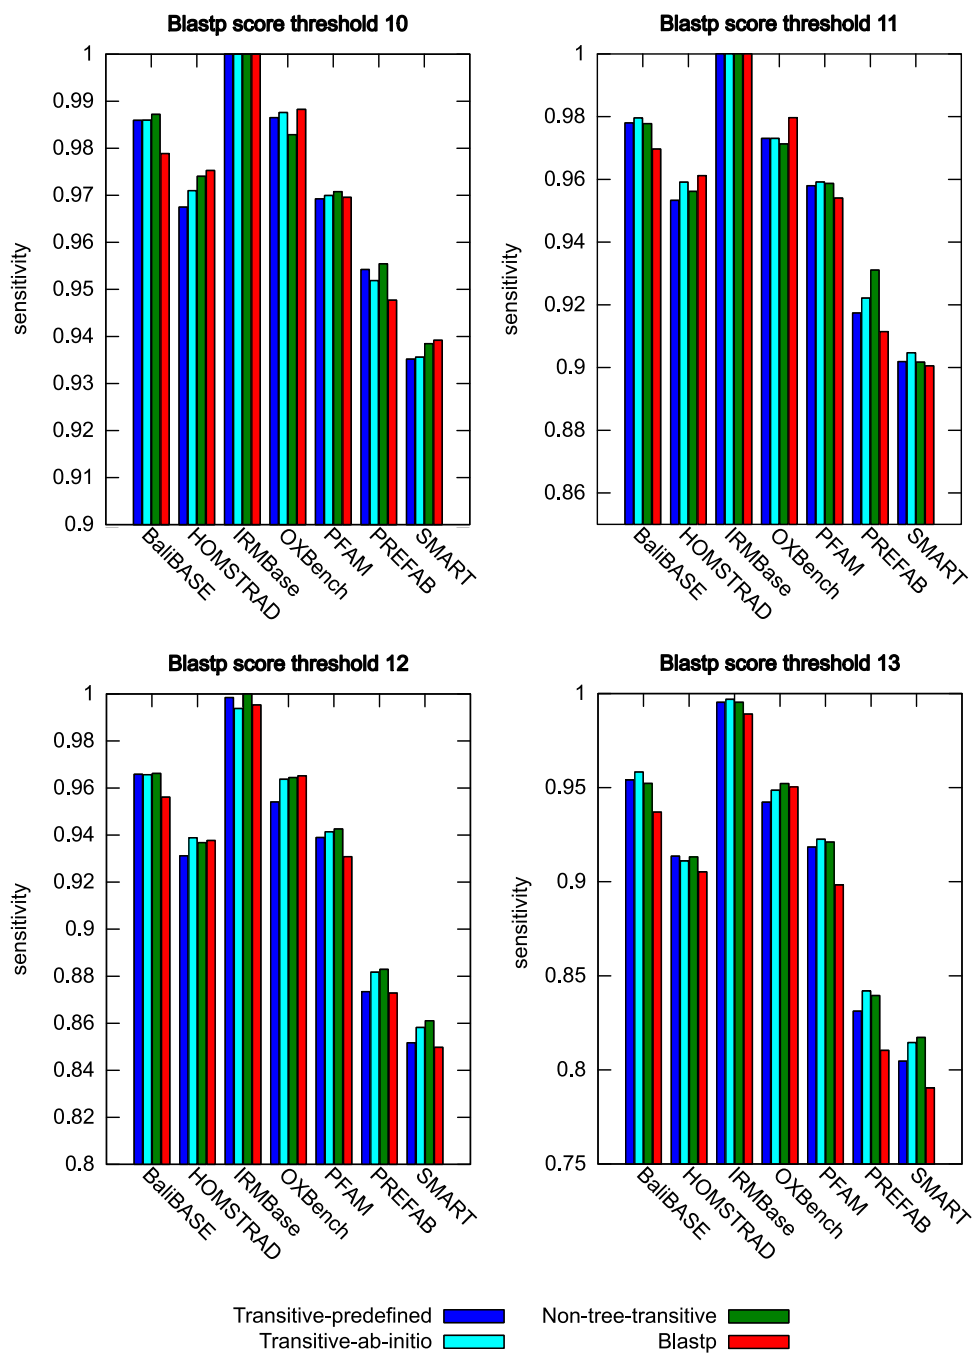 Blastp score threshold 10
1
0.99
0.98
0.97
0.96
0.95
0.94
0.93
0.92
0.91
0.9
sensitivity
BaliBASE
HOMSTRAD
IRMBase
OXBench
PFAM
PREFAB
SMART
Blastp score threshold 11
1
0.98
0.96
0.94
0.92
0.9
0.88
0.86
sensitivity
BaliBASE
HOMSTRAD
IRMBase
OXBench
PFAM
PREFAB
SMART
Blastp score threshold 12
1
0.98
0.96
0.94
0.92
0.9
0.88
0.86
0.84
0.82
0.8
sensitivity
BaliBASE
HOMSTRAD
IRMBase
OXBench
PFAM
PREFAB
SMART
Blastp score threshold 13
1
0.95
0.9
0.85
0.8
0.75
sensitivity
BaliBASE
HOMSTRAD
IRMBase
OXBench
PFAM
PREFAB
SMART
Transitive-predefined
Transitive-ab-initio
Non-tree-transitive
Blastp